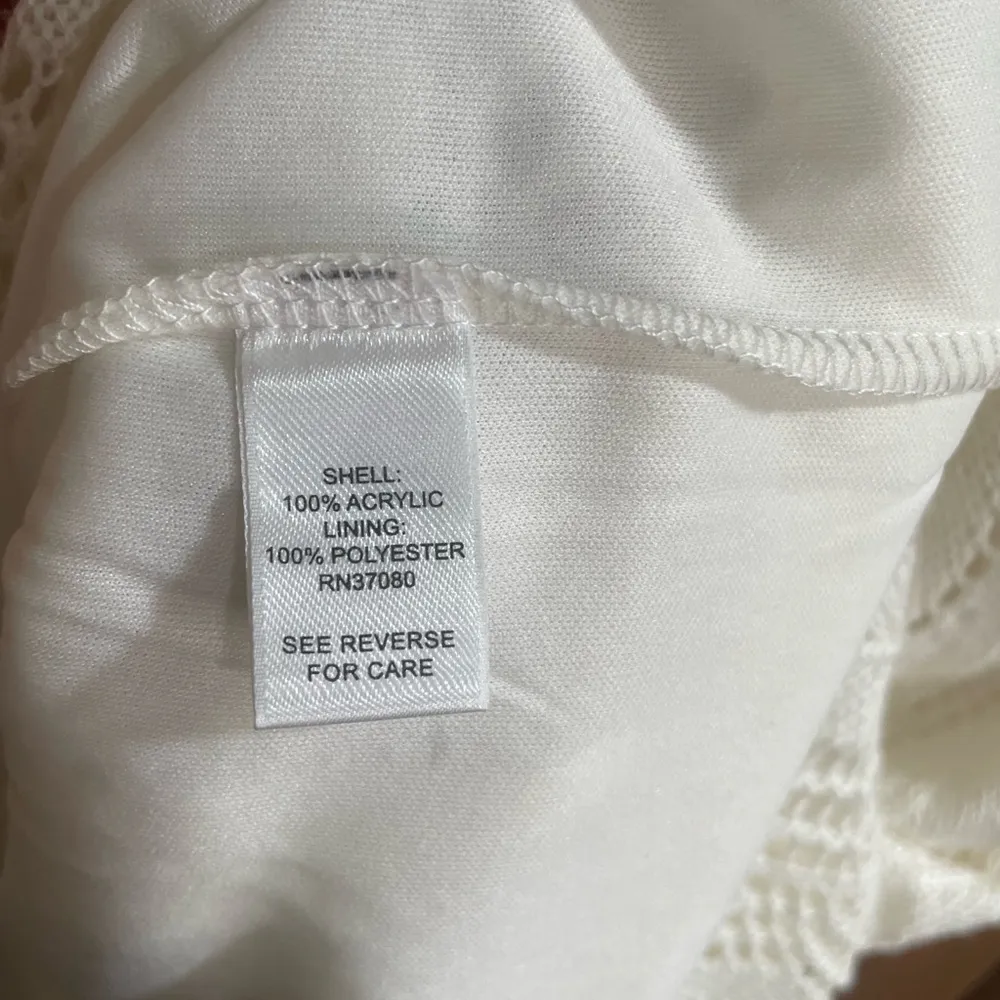 SHELL:
100% ACRYLIC
LINING:
100% POLYESTER
RN37080
SEE REVERSE
FOR CARE